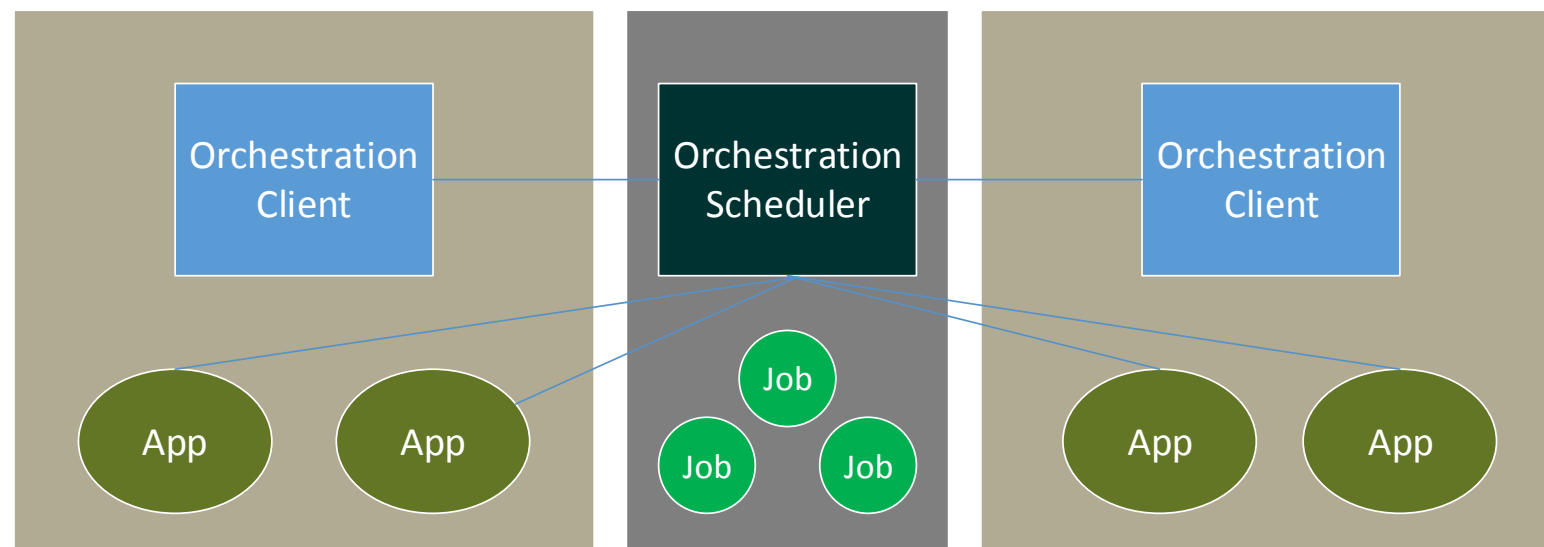 Orchestration
Client
Orchestration
Scheduler
Orchestration
Client
App
App
Job
Job
Job
App
App